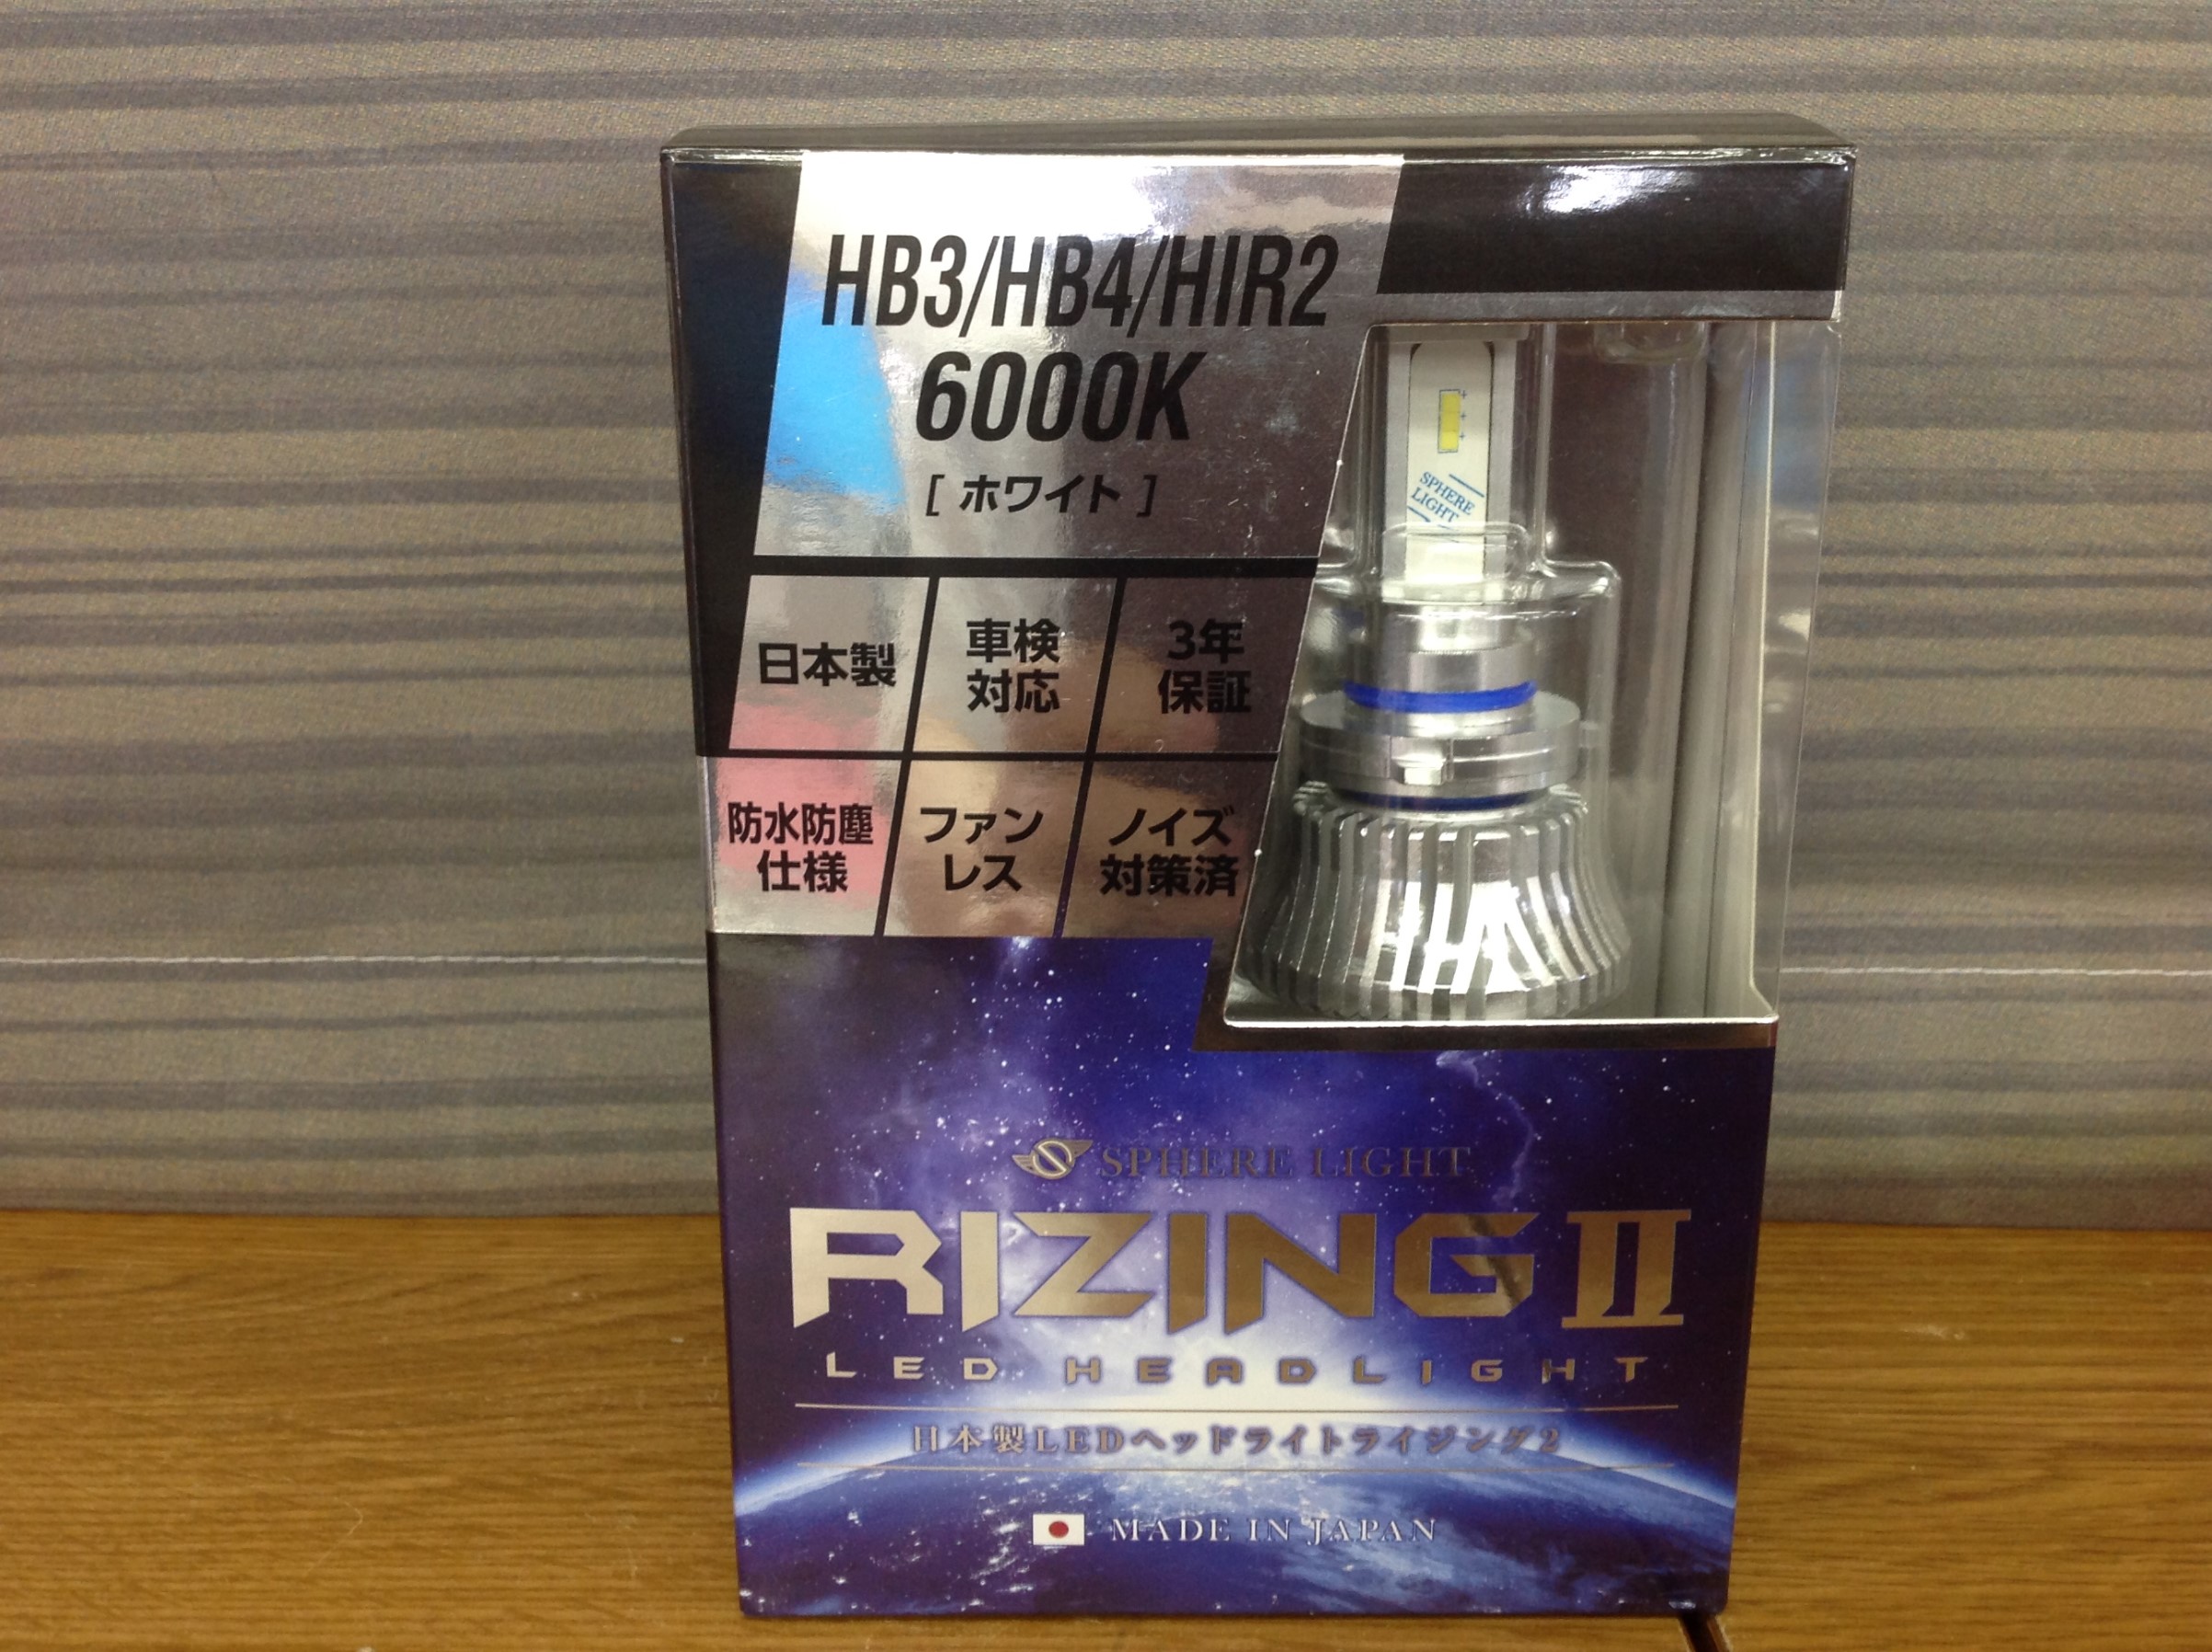 HB3/HB4/HIR2
6000K
[ ホワイト ]
日本製
車検
対応
3年
保証
防水防塵
仕様
ファン
レス
ノイズ
対策済
SPHERE
LIGHT
SPHERE LIGHT
RIZING II
LED HEADLIGHT
日本製LEDヘッドライトライジング2
MADE IN JAPAN